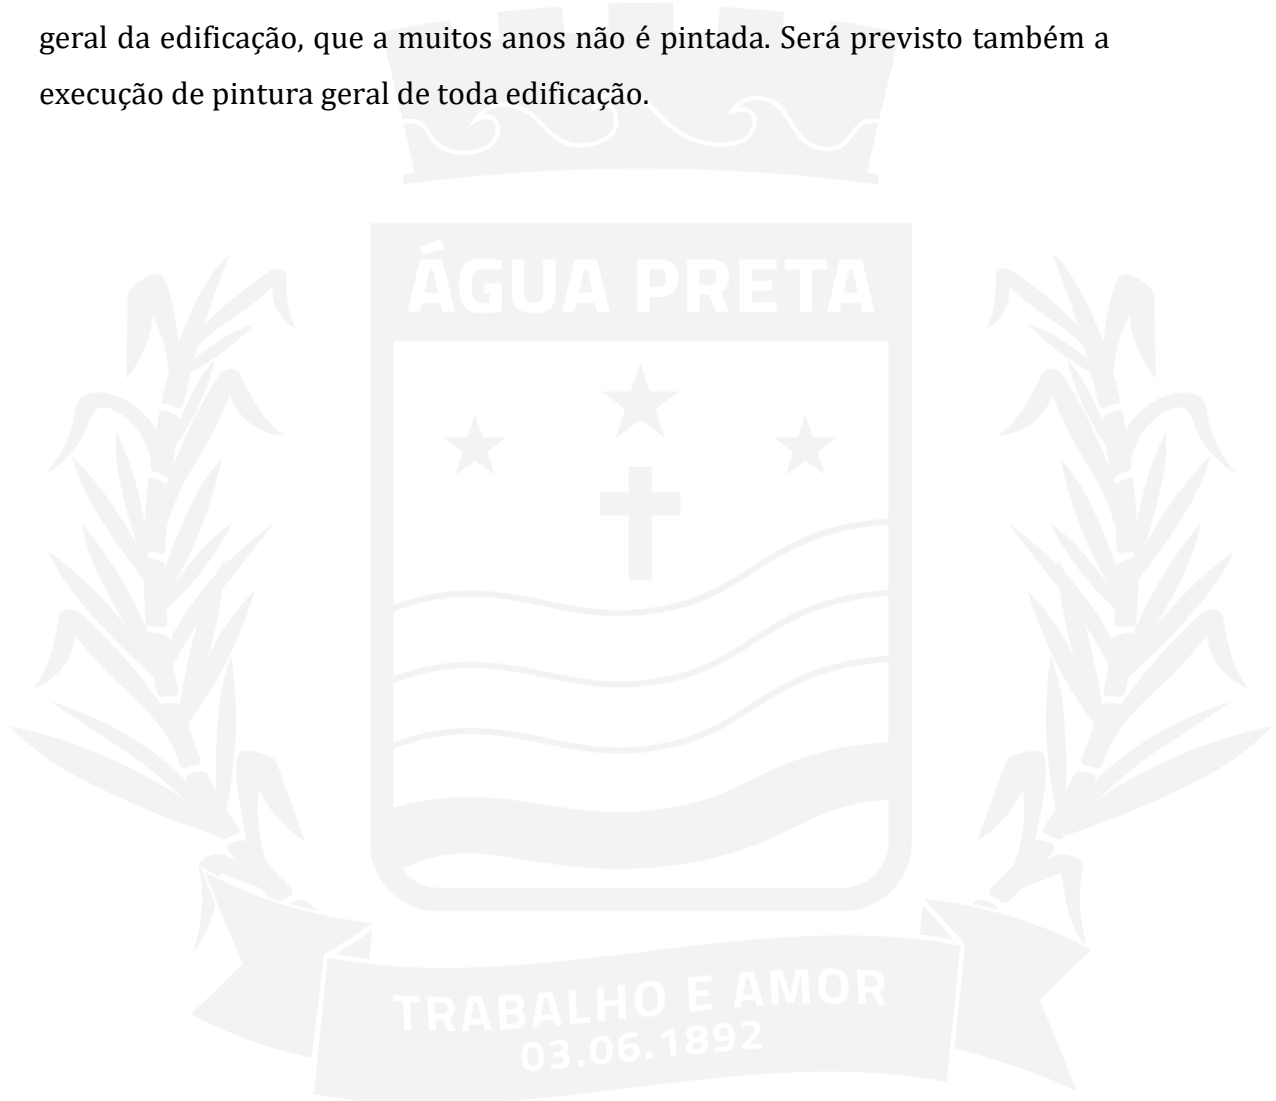 geral da edificação, que a muitos anos não é pintada. Será previsto também a
execução de pintura geral de toda edificação.
ÁGUA PRETA
TRABALHO E AMOR
03.06.1892